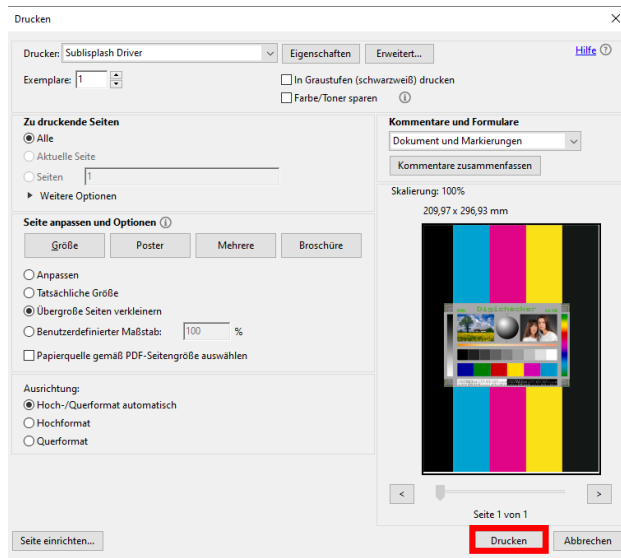 Drucken
Drucker: Sublisplash Driver Eigenschaften Erweitert... Hilfe
Exemplare: 1 In Graustufen (schwarzweiß) drucken
Farbe/Toner sparen
Zu druckende Seiten
Alle
Aktuelle Seite
Seiten 1
Weitere Optionen
Kommentare und Formulare
Dokument und Markierungen
Kommentare zusammenfassen
Skalierung: 100%
209,97 x 296,93 mm
Seite anpassen und Optionen
Größe Poster Mehrere Broschüre
Anpassen
Tatsächliche Größe
Übergroße Seiten verkleinern
Benutzerdefinierter Maßstab: 100 %
Papierquelle gemäß PDF-Seitengröße auswählen
Ausrichtung:
Hoch-/Querformat automatisch
Hochformat
Querformat
Digichecker
< >
Seite 1 von 1
Seite einrichten... Drucken Abbrechen